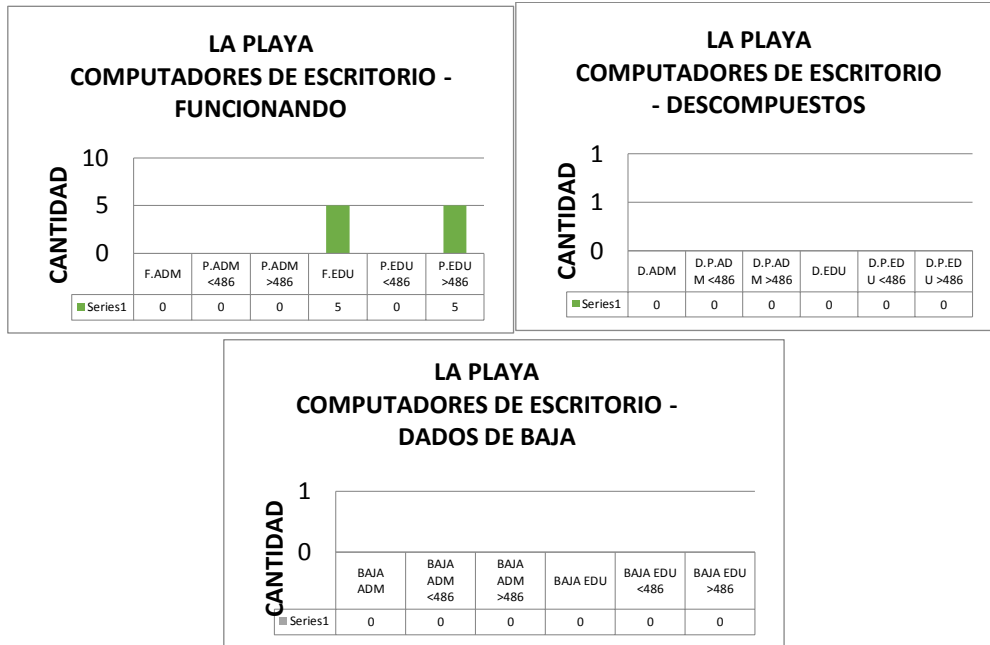 LA PLAYA
COMPUTADORES DE ESCRITORIO -
FUNCIONANDO
CANTIDAD
10
5
0
F.ADM P.ADM <486 P.ADM >486 F.EDU P.EDU <486 P.EDU >486
Series1 0 0 0 5 0 5
LA PLAYA
COMPUTADORES DE ESCRITORIO
- DESCOMPUESTOS
CANTIDAD
1
1
0
D.ADM D.P.AD M <486 D.P.AD M >486 D.EDU D.P.ED U <486 D.P.ED U >486
Series1 0 0 0 0 0 0
LA PLAYA
COMPUTADORES DE ESCRITORIO -
DADOS DE BAJA
CANTIDAD
1
0
BAJA ADM BAJA ADM <486 BAJA ADM >486 BAJA EDU BAJA EDU <486 BAJA EDU >486
Series1 0 0 0 0 0 0